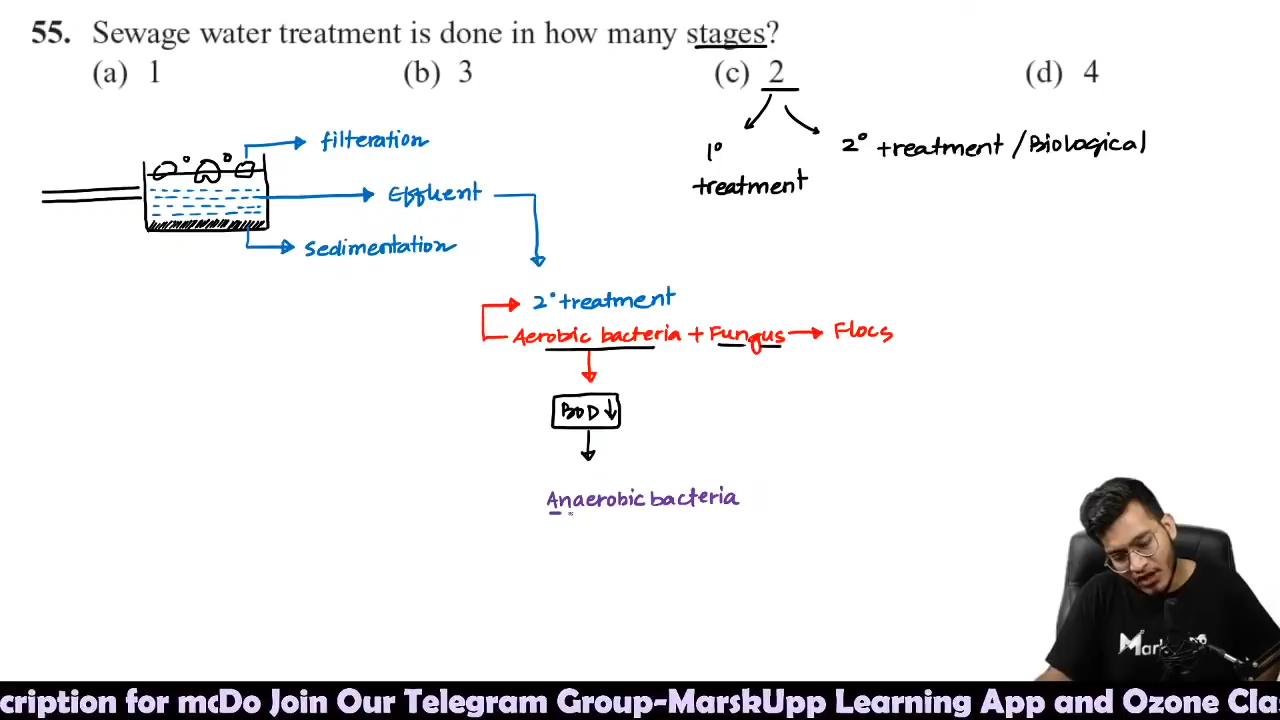 55. Sewage water treatment is done in how many stages?
(a) 1 (b) 3 (c) 2 (d) 4
1° treatment
2° treatment / Biological
filteration
Effluent
Sedimentation
2° treatment
Aerobic bacteria + Fungus → Flocs
BOD ↓
Anaerobic bacteria
cription for mcDo Join Our Telegram Group-MarskUpp Learning App and Ozone Cla